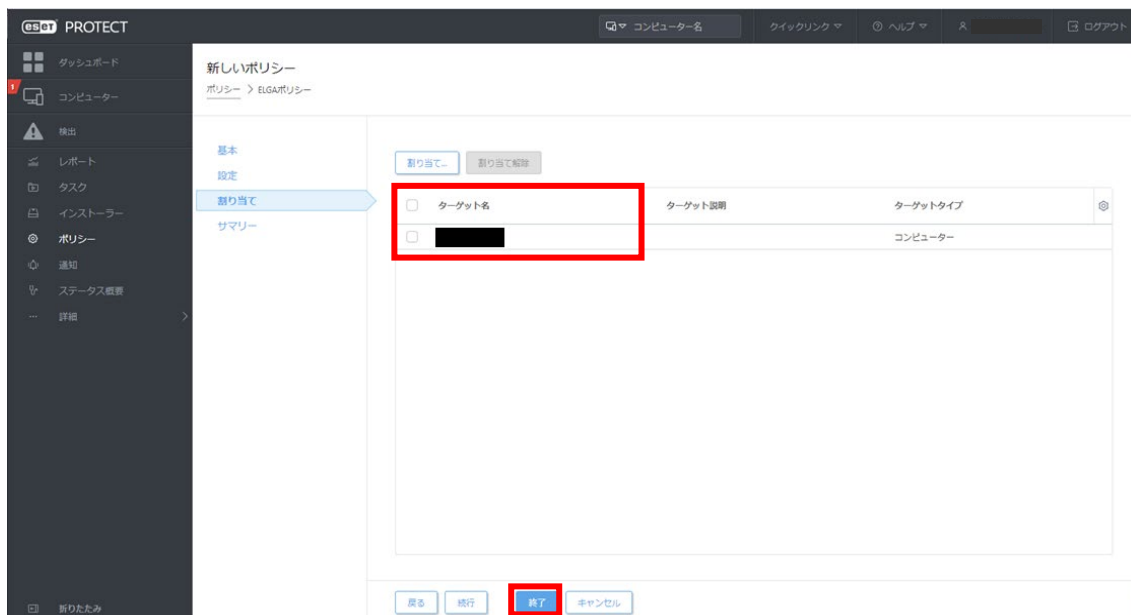 eset PROTECT
コンピューター名
クイックリンク
ヘルプ
ログアウト
ダッシュボード
1
コンピューター
検出
レポート
タスク
インストーラー
ポリシー
通知
ステータス概要
詳細
折りたたみ
新しいポリシー
ポリシー > ELGAポリシー
基本
設定
割り当て
サマリー
割り当て... 割り当て解除
ターゲット名 ターゲット説明 ターゲットタイプ
コンピューター
戻る 続行 終了 キャンセル